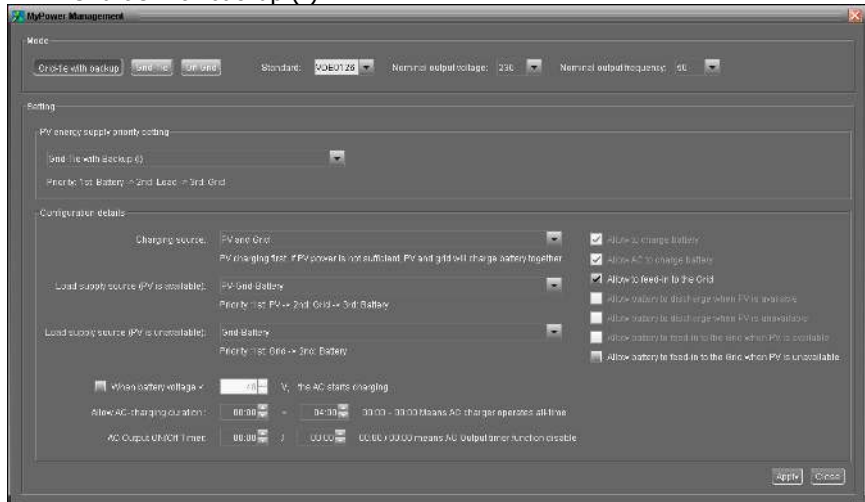 MyPower Management
Mode
Grid-tie with backup Grid-Tie Off Grid Standard: VDE0126 Nominal output voltage: 230 Nominal output frequency:
Setting
PV energy supply priority setting
Grid-Tie with Backup (I)
Priority: 1st: Battery -> 2nd: Load -> 3rd: Grid
Configuration details
Charging source: PV and Grid
Allow to charge battery
PV charging first. If PV power is not sufficient, PV and grid will charge battery together
Allow AC to charge battery
Allow to feed-in to the Grid
Load supply source (PV is available): PV-Grid-Battery
Allow battery to discharge when PV is available
Priority: 1st: PV -> 2nd: Grid -> 3rd: Battery
Allow battery to discharge when PV is unavailable
Load supply source (PV is unavailable): Grid-Battery
Allow battery to feed-in to the Grid when PV is available
Priority: 1st: Grid -> 2nd: Battery
Allow battery to feed-in to the Grid when PV is unavailable
When battery voltage < V, the AC starts charging
Allow AC-charging duration: 00:00 - 04:00 00:00 - 00:00 Means AC charger operates all-time
AC Output ON/Off Timer: 00:00 / 00:00 00:00 / 00:00 means AC Output timer function disable
Apply Close